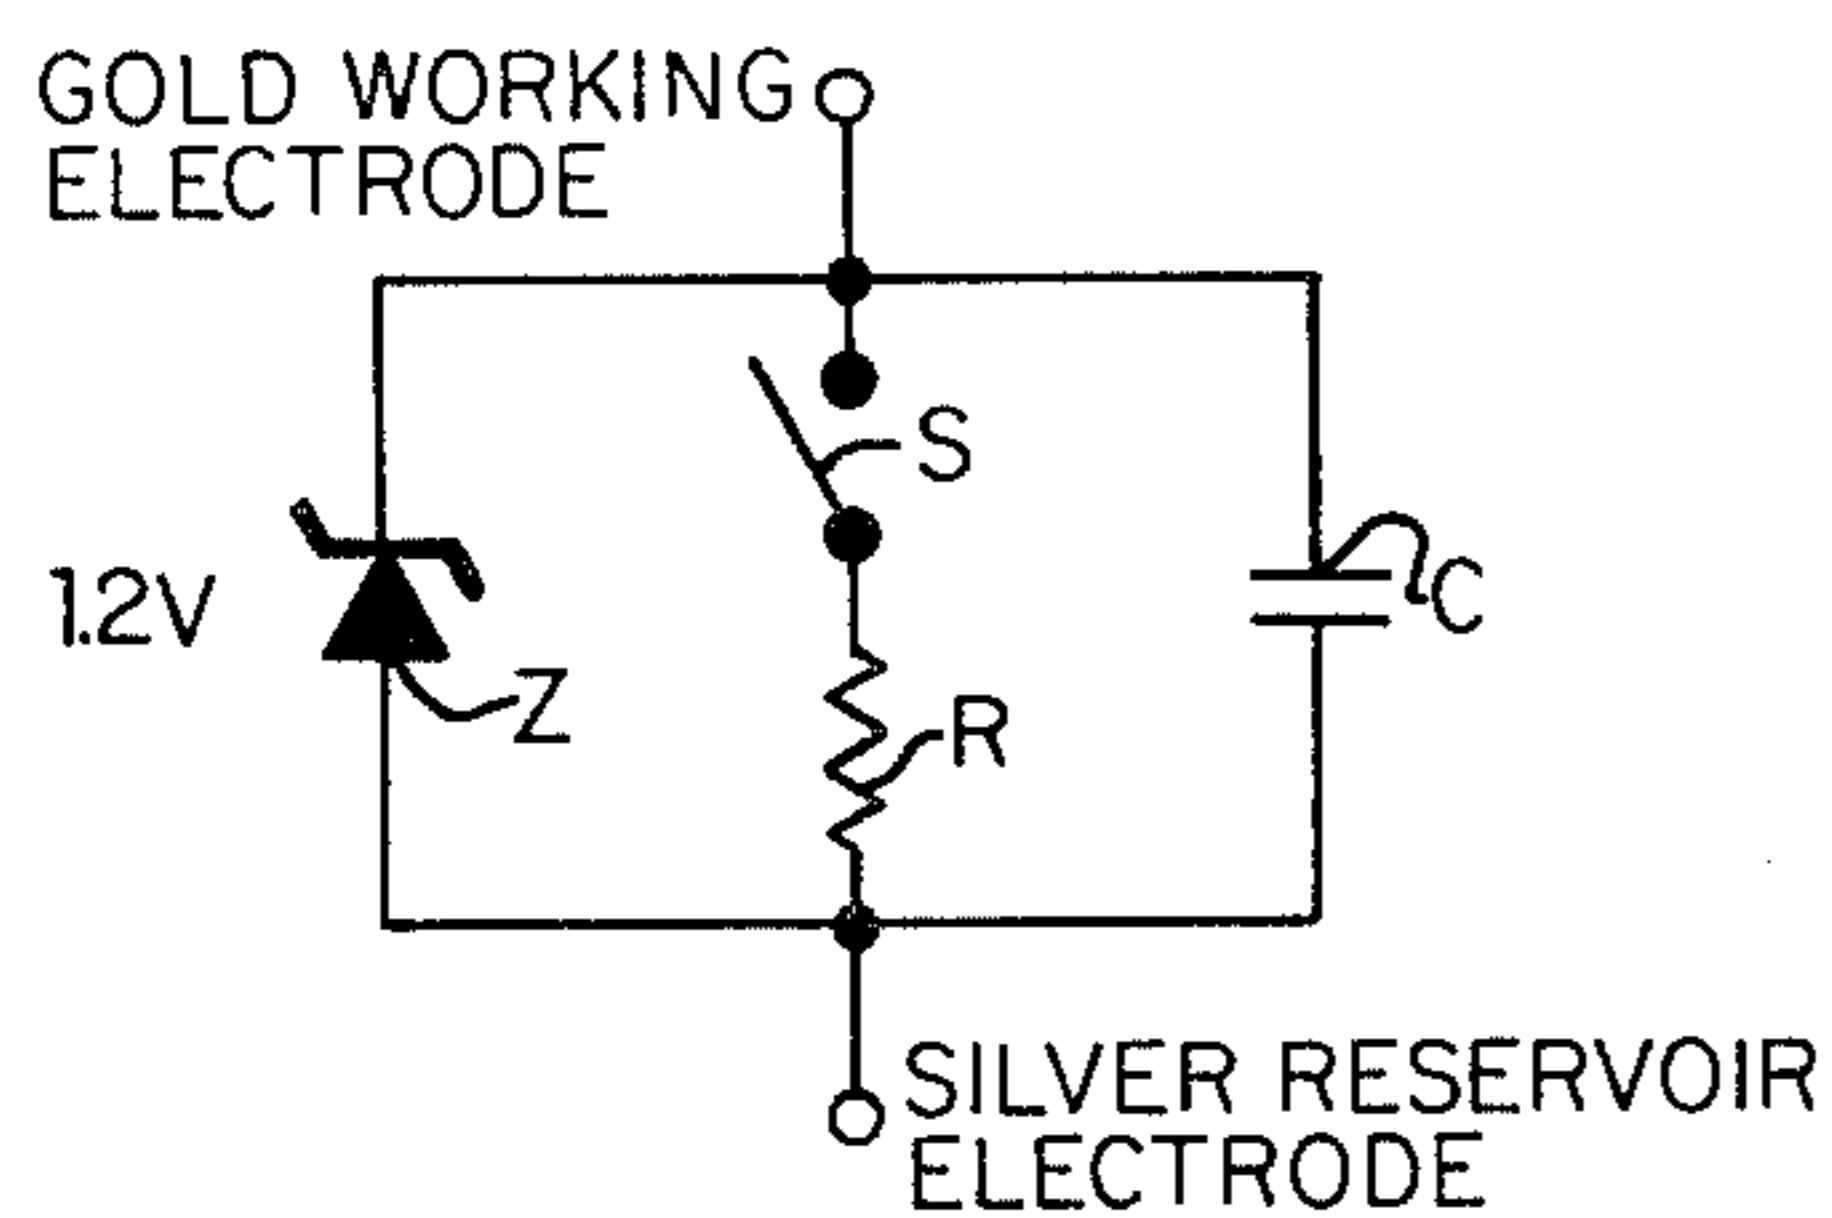 GOLD WORKING
ELECTRODE
S
1.2V
C
Z
R
SILVER RESERVOIR
ELECTRODE